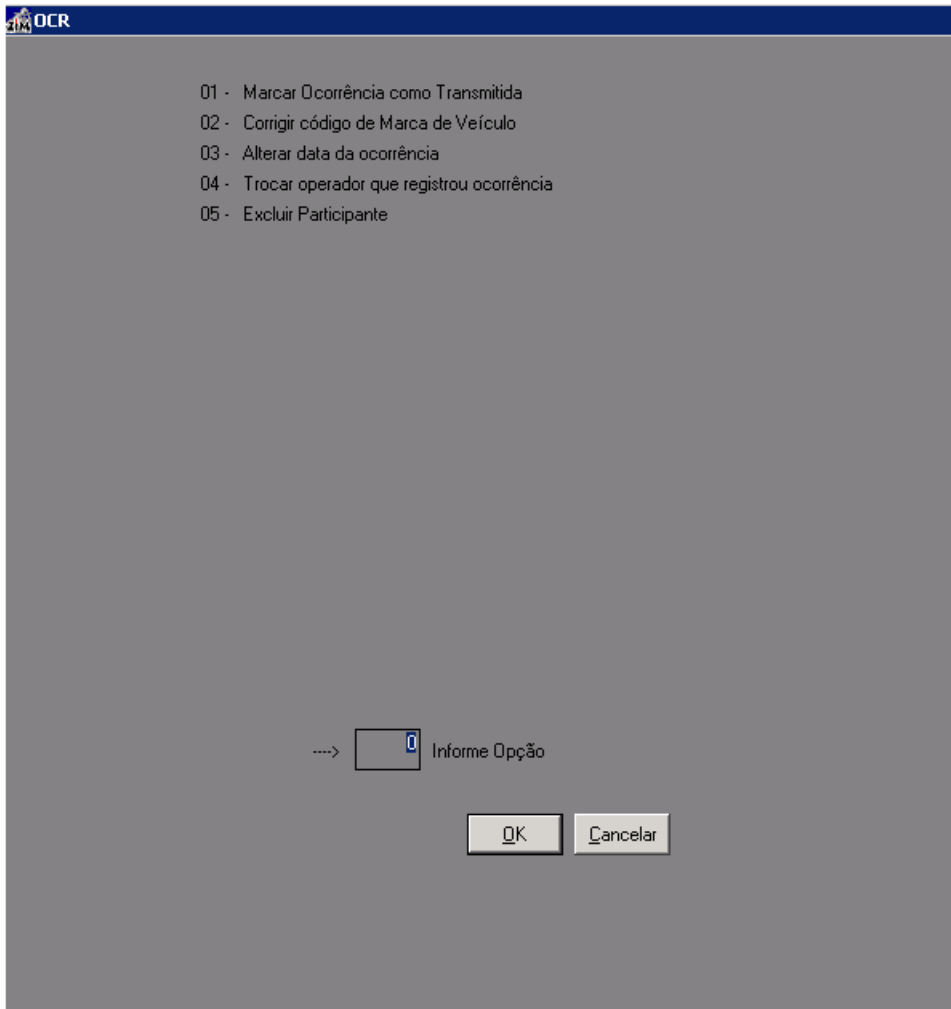 ZIM OCR
01 - Marcar Ocorrência como Transmitida
02 - Corrigir código de Marca de Veículo
03 - Alterar data da ocorrência
04 - Trocar operador que registrou ocorrência
05 - Excluir Participante
----> 0 Informe Opção
OK Cancelar